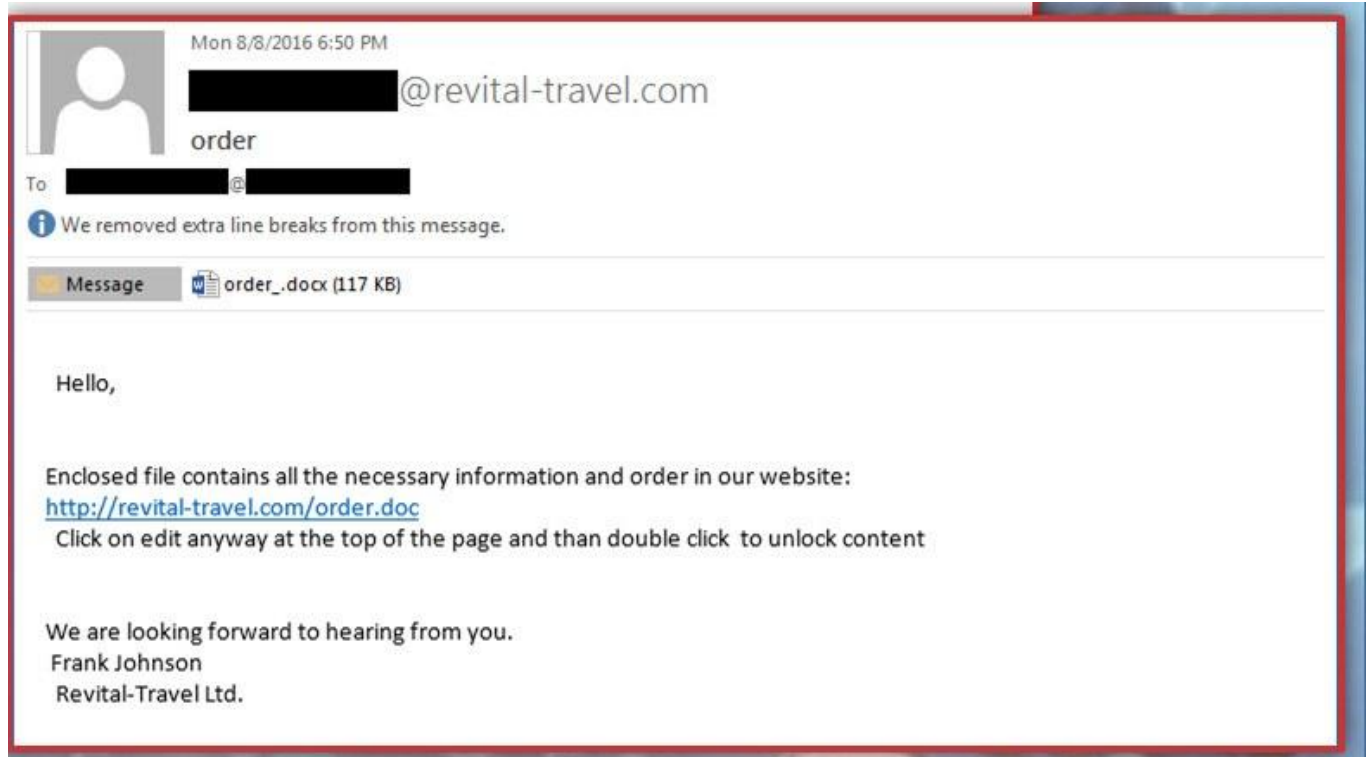 Mon 8/8/2016 6:50 PM
@revital-travel.com
order
To @
We removed extra line breaks from this message.
Message order_.docx (117 KB)
Hello,
Enclosed file contains all the necessary information and order in our website:
http://revital-travel.com/order.doc
Click on edit anyway at the top of the page and than double click to unlock content
We are looking forward to hearing from you.
Frank Johnson
Revital-Travel Ltd.